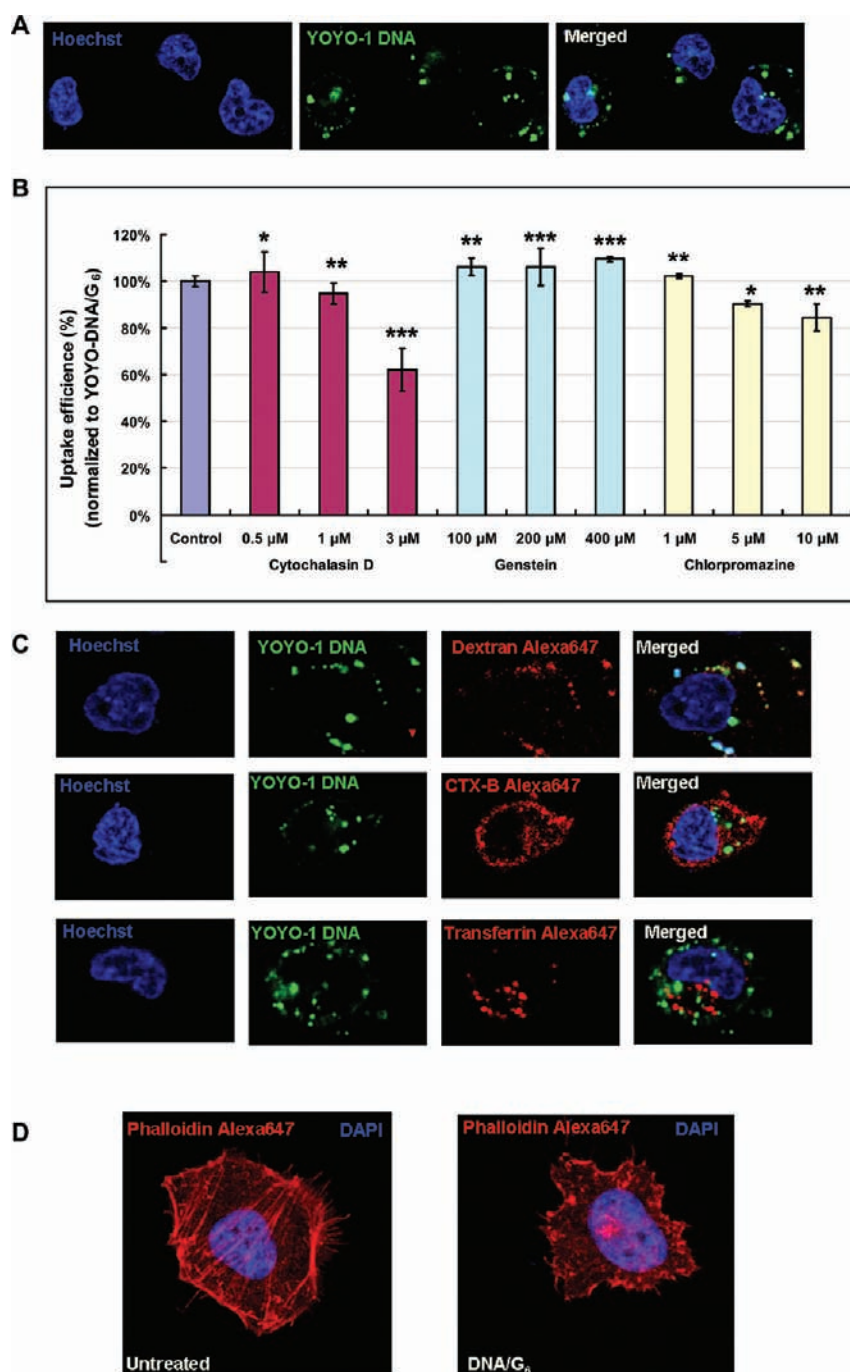 A
Hoechst YOYO-1 DNA Merged
B
Uptake efficience (%)
(normalized to YOYO-DNA/G6)
120%
100%
80%
60%
40%
20%
0%
* ** *** ** *** *** ** * **
Control 0.5 µM 1 µM 3 µM 100 µM 200 µM 400 µM 1 µM 5 µM 10 µM
Cytochalasin D Genstein Chlorpromazine
C
Hoechst YOYO-1 DNA Dextran Alexa647 Merged
Hoechst YOYO-1 DNA CTX-B Alexa647 Merged
Hoechst YOYO-1 DNA Transferrin Alexa647 Merged
D
Phalloidin Alexa647 DAPI Phalloidin Alexa647 DAPI
Untreated DNA/G6